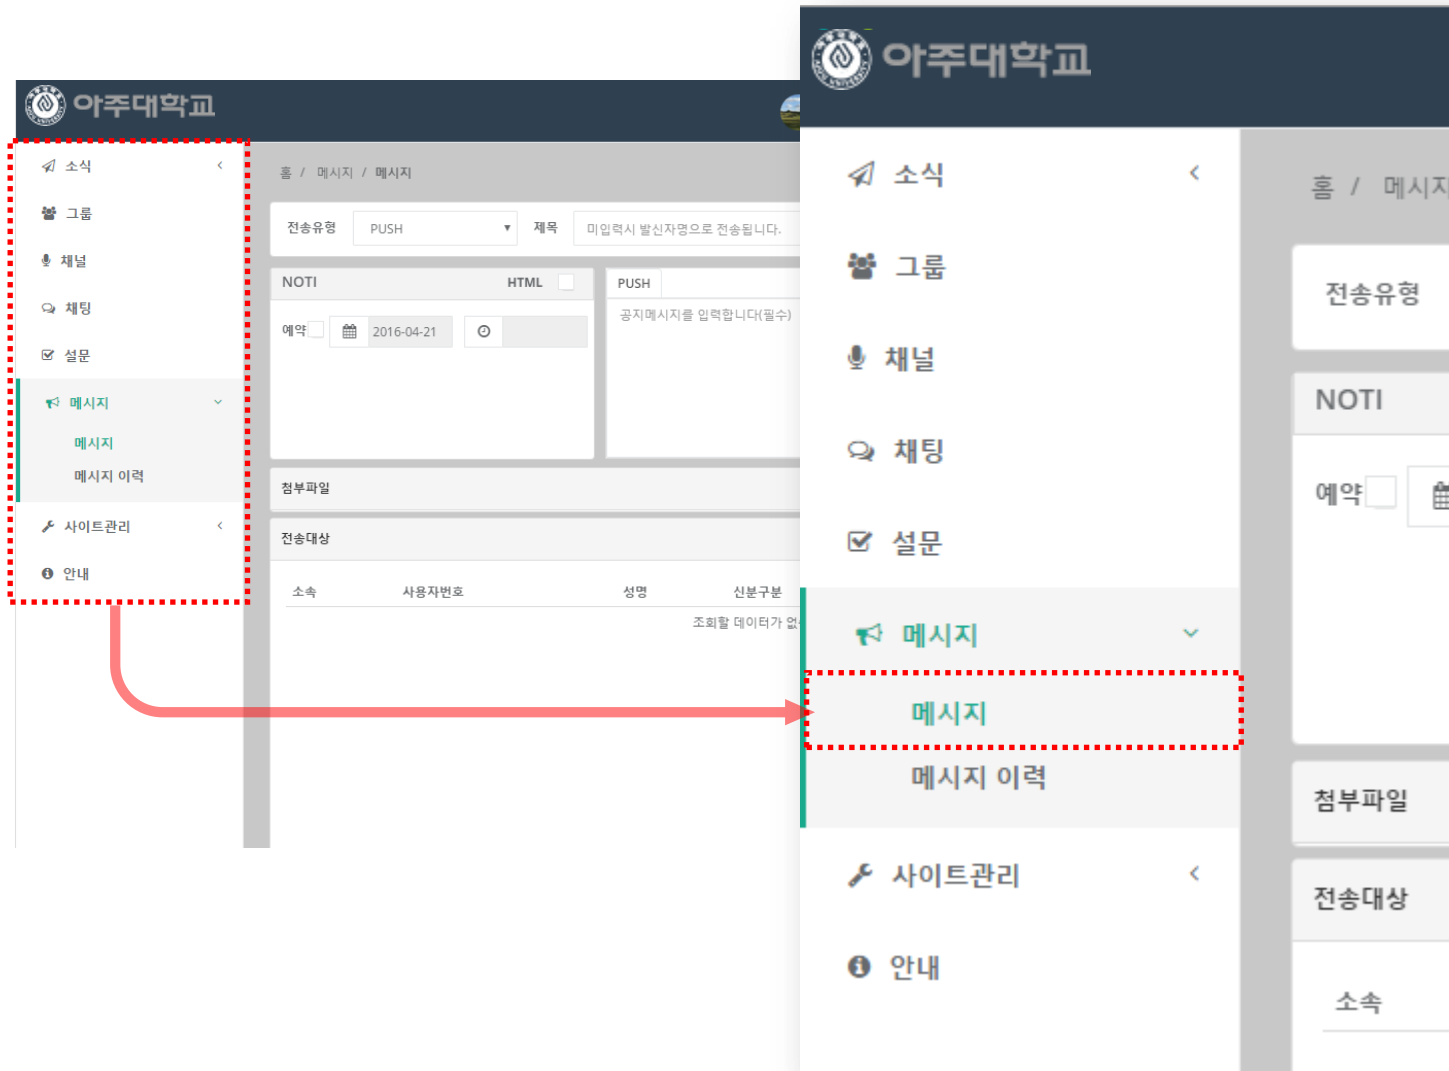 아주대학교
소식
그룹
채널
채팅
설문
메시지
메시지
메시지 이력
사이트관리
안내
홈 / 메시지 / 메시지
전송유형 PUSH 제목 미입력시 발신자명으로 전송됩니다.
NOTI HTML
예약 2016-04-21
PUSH
공지메시지를 입력합니다(필수)
첨부파일
전송대상
소속 사용자번호 성명 신분구분
조회할 데이터가
아주대학교
소식
그룹
채널
채팅
설문
메시지
메시지
메시지 이력
사이트관리
안내
홈 / 메시지
전송유형
NOTI
예약
첨부파일
전송대상
소속